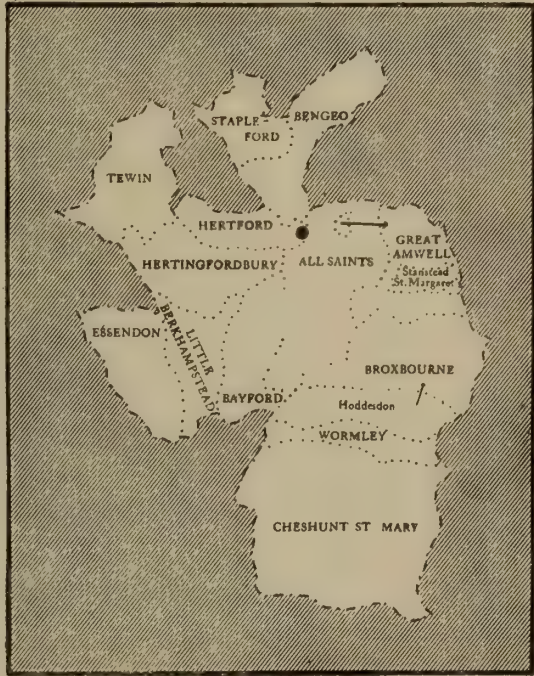 STAPLE-
FORD
BENGEO
TEWIN
HERTFORD
HERTINGFORDBURY
ALL SAINTS
GREAT
AMWELL
Stanstead
St. Margaret
ESSENDON
LITTLE
BERKHAMPSTEAD
BAYFORD
BROXBOURNE
Hoddesdon
WORMLEY
CHESHUNT ST MARY